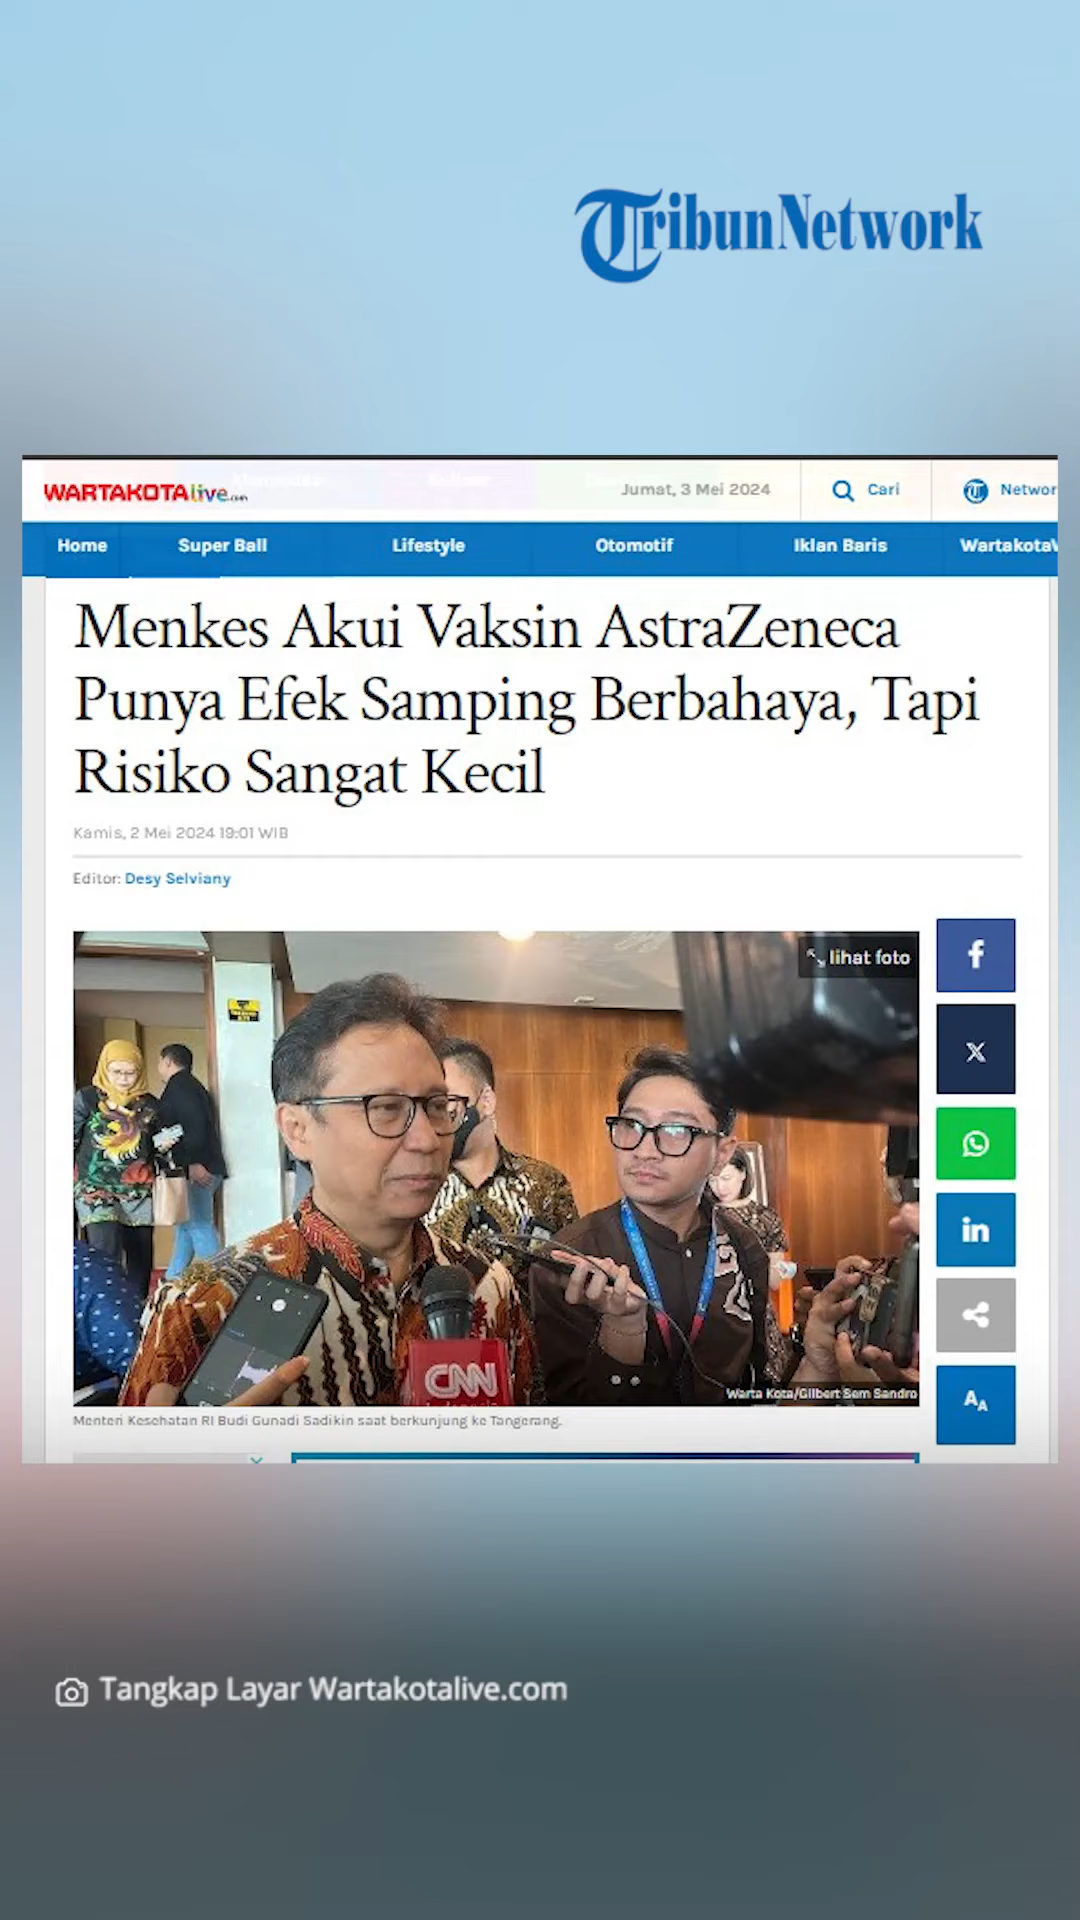 TribunNetwork
WARTAKOTAlive.com
Jumat, 3 Mei 2024
Cari
Networ
Home
Super Ball
Lifestyle
Otomotif
Iklan Baris
Wartakota
Menkes Akui Vaksin AstraZeneca
Punya Efek Samping Berbahaya, Tapi
Risiko Sangat Kecil
Kamis, 2 Mei 2024 19:01 WIB
Editor: Desy Selviany
lihat foto
CNN
Indonesia
Warta Kota/Gilbert Sem Sandro
Menteri Kesehatan RI Budi Gunadi Sadikin saat berkunjung ke Tangerang.
Tangkap Layar Wartakotalive.com